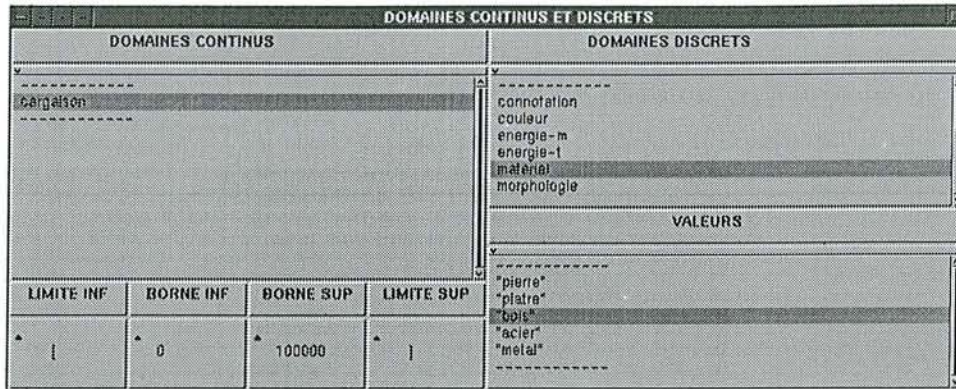 DOMAINES CONTINUS ET DISCRETS
DOMAINES CONTINUS
------------
cargaison
------------
LIMITE INF
BORNE INF
BORNE SUP
LIMITE SUP
[
0
100000
]
DOMAINES DISCRETS
------------
connotation
couleur
energie-m
energie-t
materiel
morphologie
VALEURS
------------
"pierre"
"platre"
"bois"
"acier"
"metal"
------------